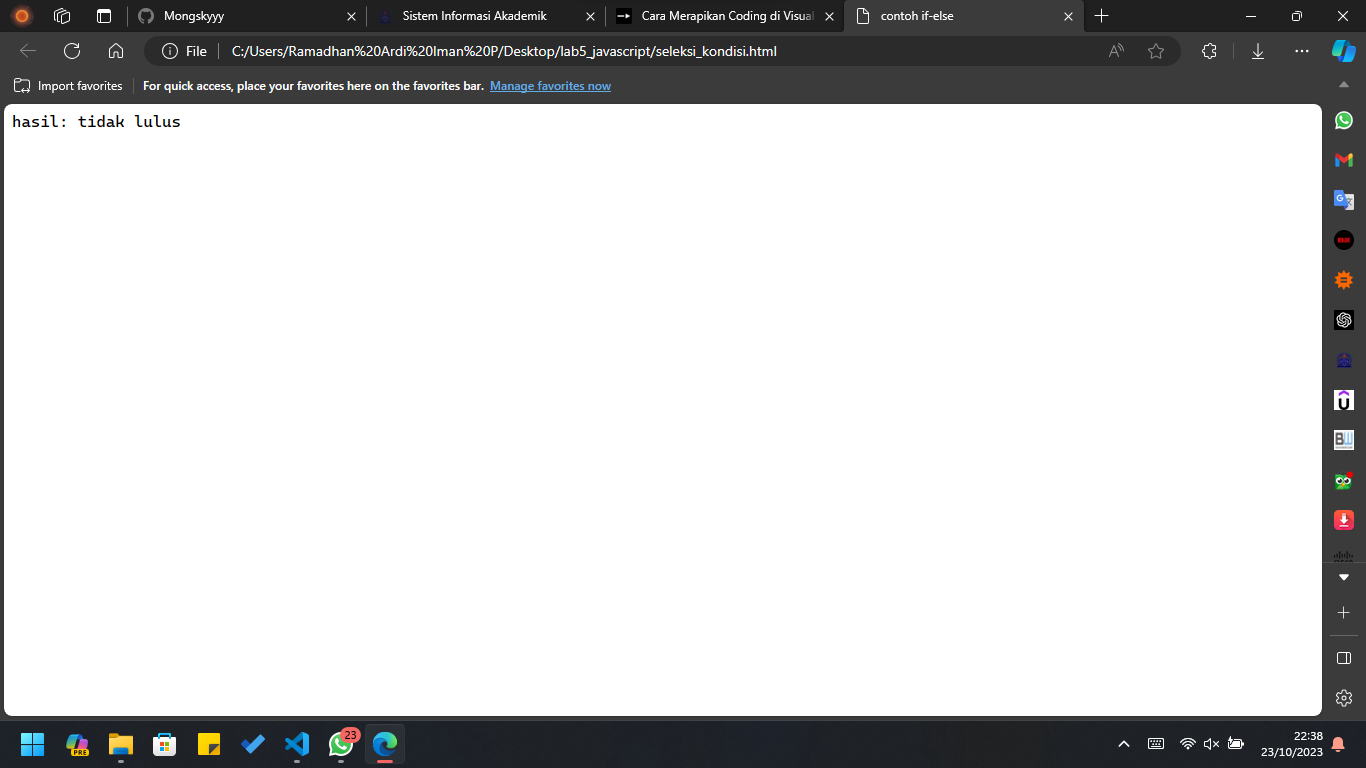 Mongskyyy
Sistem Informasi Akademik
Cara Merapikan Coding di Visual
contoh if-else
File
C:/Users/Ramadhan%20Ardi%20Iman%20P/Desktop/lab5_javascript/seleksi_kondisi.html
Import favorites
For quick access, place your favorites here on the favorites bar. Manage favorites now
hasil: tidak lulus
BW
PRE
23
22:38
23/10/2023